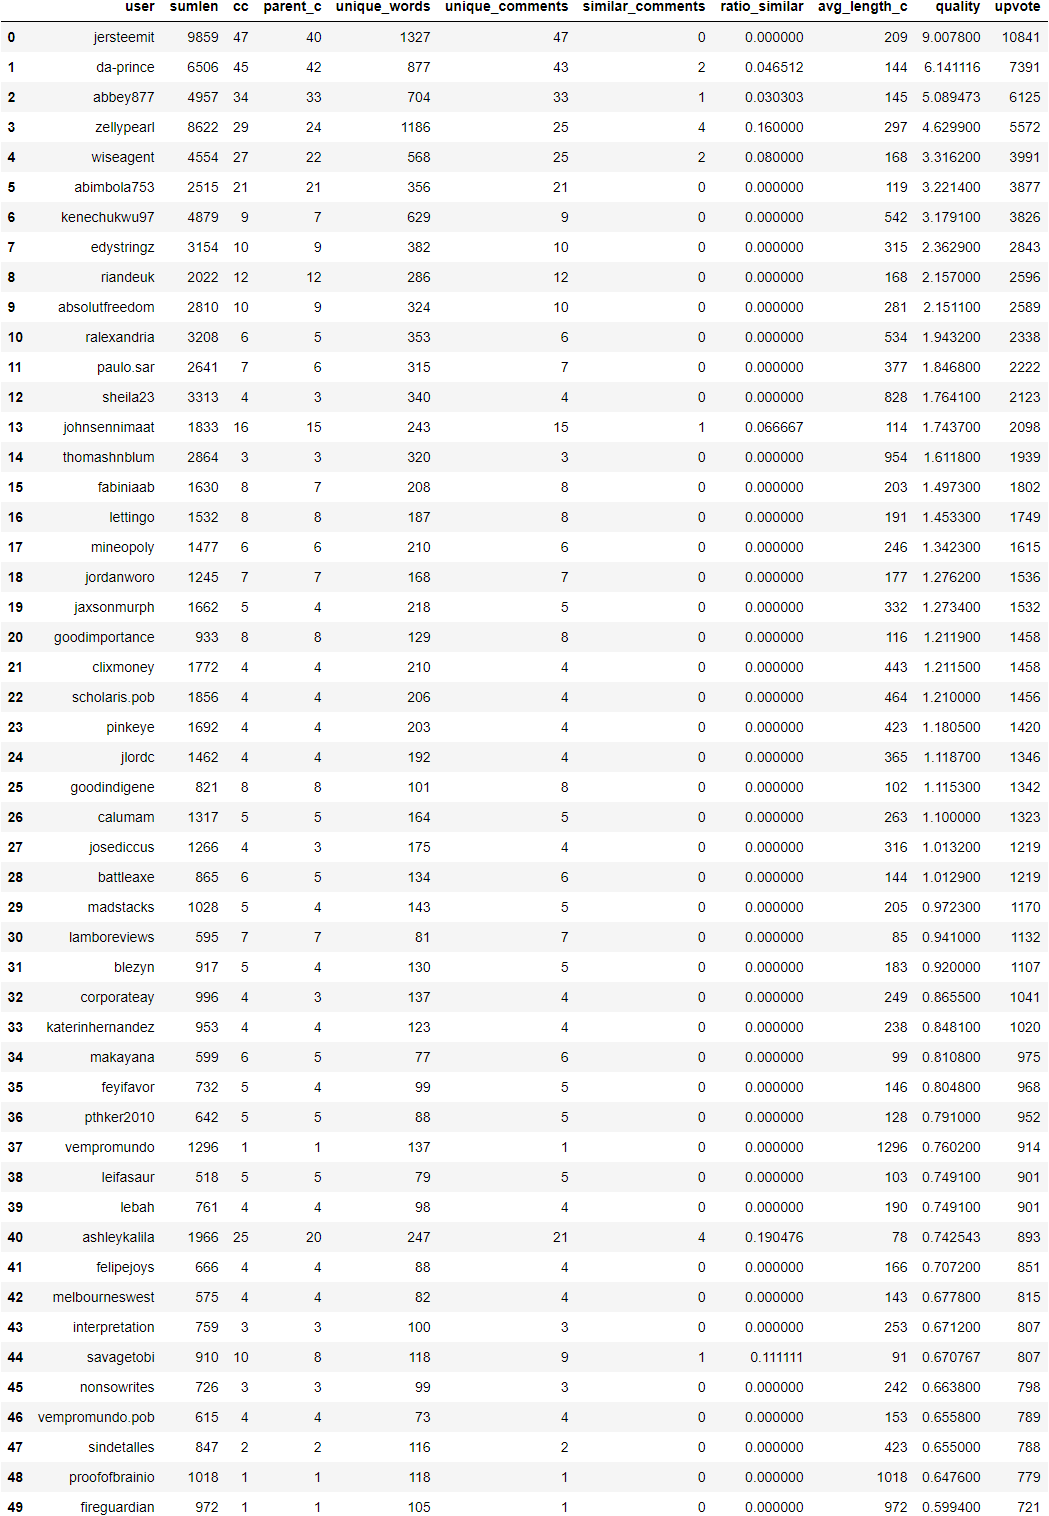 user sumlen cc parent_c unique_words unique_comments similar_comments ratio_similar avg_length_c quality upvote
0 jersteemit 9859 47 40 1327 47 0 0.000000 209 9.007800 10841
1 da-prince 6506 45 42 877 43 2 0.046512 144 6.141116 7391
2 abbey877 4957 34 33 704 33 1 0.030303 145 5.089473 6125
3 zellypearl 8622 29 24 1186 25 4 0.160000 297 4.629900 5572
4 wiseagent 4554 27 22 568 25 2 0.080000 168 3.316200 3991
5 abimbola753 2515 21 21 356 21 0 0.000000 119 3.221400 3877
6 kenechukwu97 4879 9 7 629 9 0 0.000000 542 3.179100 3826
7 edystringz 3154 10 9 382 10 0 0.000000 315 2.362900 2843
8 riandeuk 2022 12 12 286 12 0 0.000000 168 2.157000 2596
9 absolutfreedom 2810 10 9 324 10 0 0.000000 281 2.151100 2589
10 ralexandria 3208 6 5 353 6 0 0.000000 534 1.943200 2338
11 paulo.sar 2641 7 6 315 7 0 0.000000 377 1.846800 2222
12 sheila23 3313 4 3 340 4 0 0.000000 828 1.764100 2123
13 johnsennimaat 1833 16 15 243 15 1 0.066667 114 1.743700 2098
14 thomashnblum 2864 3 3 320 3 0 0.000000 954 1.611800 1939
15 fabiniaab 1630 8 7 208 8 0 0.000000 203 1.497300 1802
16 lettingo 1532 8 8 187 8 0 0.000000 191 1.453300 1749
17 mineopoly 1477 6 6 210 6 0 0.000000 246 1.342300 1615
18 jordanworo 1245 7 7 168 7 0 0.000000 177 1.276200 1536
19 jaxsonmurph 1662 5 4 218 5 0 0.000000 332 1.273400 1532
20 goodimportance 933 8 8 129 8 0 0.000000 116 1.211900 1458
21 clixmoney 1772 4 4 210 4 0 0.000000 443 1.211500 1458
22 scholaris.pob 1856 4 4 206 4 0 0.000000 464 1.210000 1456
23 pinkeye 1692 4 4 203 4 0 0.000000 423 1.180500 1420
24 jlordc 1462 4 4 192 4 0 0.000000 365 1.118700 1346
25 goodindigene 821 8 8 101 8 0 0.000000 102 1.115300 1342
26 calumam 1317 5 5 164 5 0 0.000000 263 1.100000 1323
27 josediccus 1266 4 3 175 4 0 0.000000 316 1.013200 1219
28 battleaxe 865 6 5 134 6 0 0.000000 144 1.012900 1219
29 madstacks 1028 5 4 143 5 0 0.000000 205 0.972300 1170
30 lamboreviews 595 7 7 81 7 0 0.000000 85 0.941000 1132
31 blezyn 917 5 4 130 5 0 0.000000 183 0.920000 1107
32 corporateay 996 4 3 137 4 0 0.000000 249 0.865500 1041
33 katerinhernandez 953 4 4 123 4 0 0.000000 238 0.848100 1020
34 makayana 599 6 5 77 6 0 0.000000 99 0.810800 975
35 feyifavor 732 5 4 99 5 0 0.000000 146 0.804800 968
36 pthker2010 642 5 5 88 5 0 0.000000 128 0.791000 952
37 vempromundo 1296 1 1 137 1 0 0.000000 1296 0.760200 914
38 leifasaur 518 5 5 79 5 0 0.000000 103 0.749100 901
39 lebah 761 4 4 98 4 0 0.000000 190 0.749100 901
40 ashleykalila 1966 25 20 247 21 4 0.190476 78 0.742543 893
41 felipejoys 666 4 4 88 4 0 0.000000 166 0.707200 851
42 melbourneswest 575 4 4 82 4 0 0.000000 143 0.677800 815
43 interpretation 759 3 3 100 3 0 0.000000 253 0.671200 807
44 savagetobi 910 10 8 118 9 1 0.111111 91 0.670767 807
45 nonsowrites 726 3 3 99 3 0 0.000000 242 0.663800 798
46 vempromundo.pob 615 4 4 73 4 0 0.000000 153 0.655800 789
47 sindetalles 847 2 2 116 2 0 0.000000 423 0.655000 788
48 proofofbrainio 1018 1 1 118 1 0 0.000000 1018 0.647600 779
49 fireguardian 972 1 1 105 1 0 0.000000 972 0.599400 721